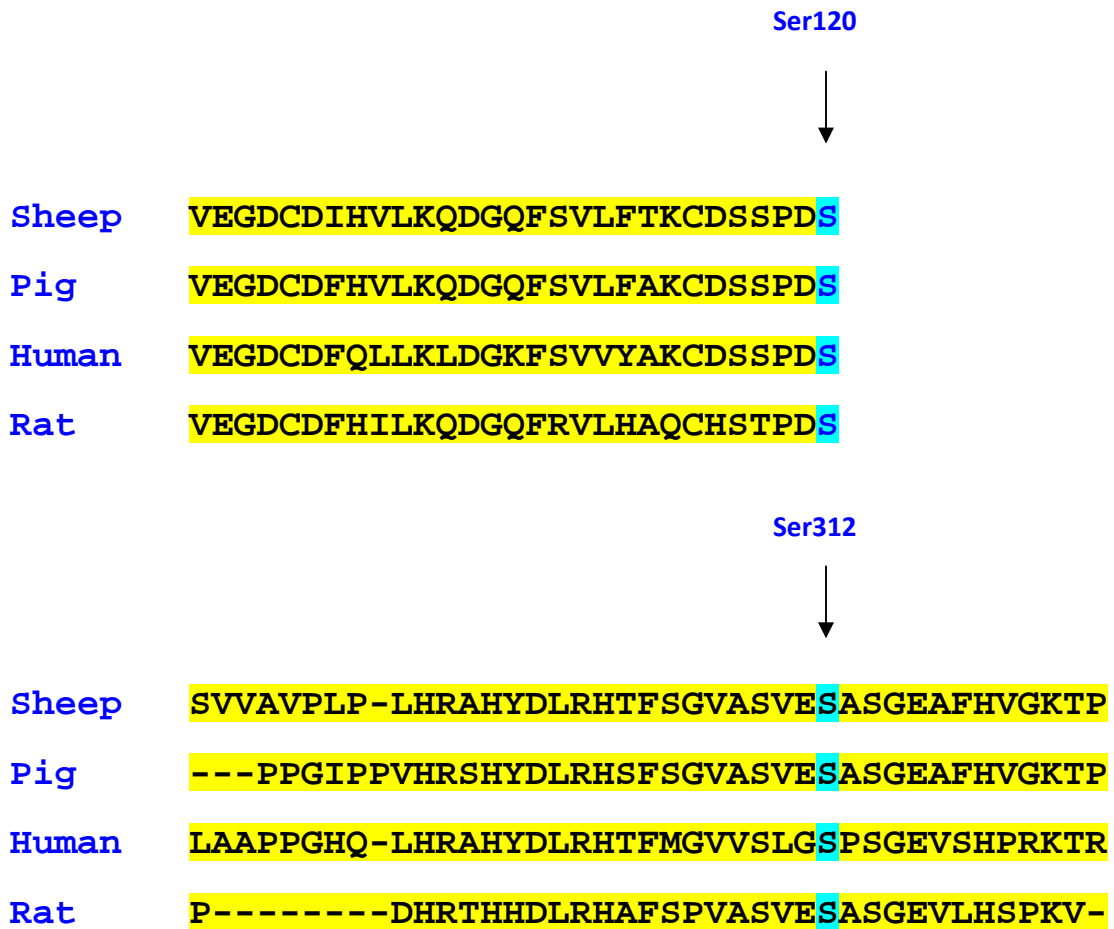 Ser120
Sheep VEGDCDIHVLKQDGQFSVLFTKCDSSPDS
Pig VEGDCDFHVLKQDGQFSVLFAKCDSSPDS
Human VEGDCDFQLLKLDGKFSVVYAKCDSSPDS
Rat VEGDCDFHILKQDGQFRVLHAQCHSTPDS
Ser312
Sheep SVVAVPLP-LHRAHYDLRHTFSGVASVESASGEAFHVGKTP
Pig ---PPGIPPVHRSHYDLRHSFSGVASVESASGEAFHVGKTP
Human LAAPPGHQ-LHRAHYDLRHTFMGVVSLGSPSGEVSHPRKTR
Rat P--------DHRTHHDLRHAFSPVASVESASGEVLHSPKV-